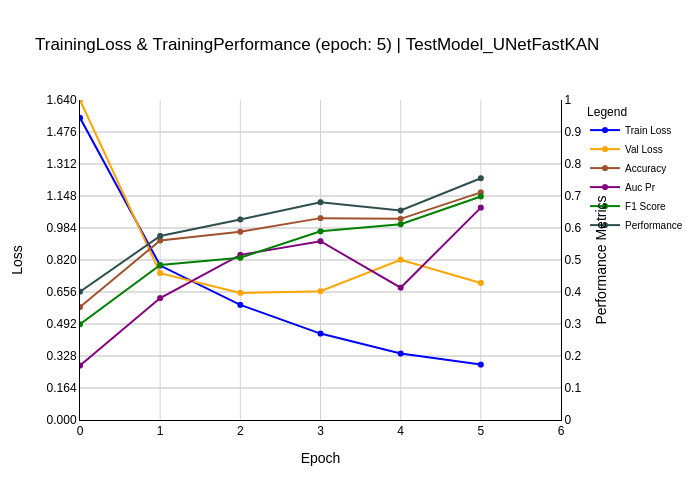 TrainingLoss & TrainingPerformance (epoch: 5) | TestModel_UNetFastKAN
Legend
Train Loss
Val Loss
Accuracy
Auc Pr
F1 Score
Performance
Loss
1.640
1.476
1.312
1.148
0.984
0.820
0.656
0.492
0.328
0.164
0.000
0
1
2
3
4
5
6
Epoch
1
0.9
0.8
0.7
0.6
0.5
0.4
0.3
0.2
0.1
0
Performance Metrics